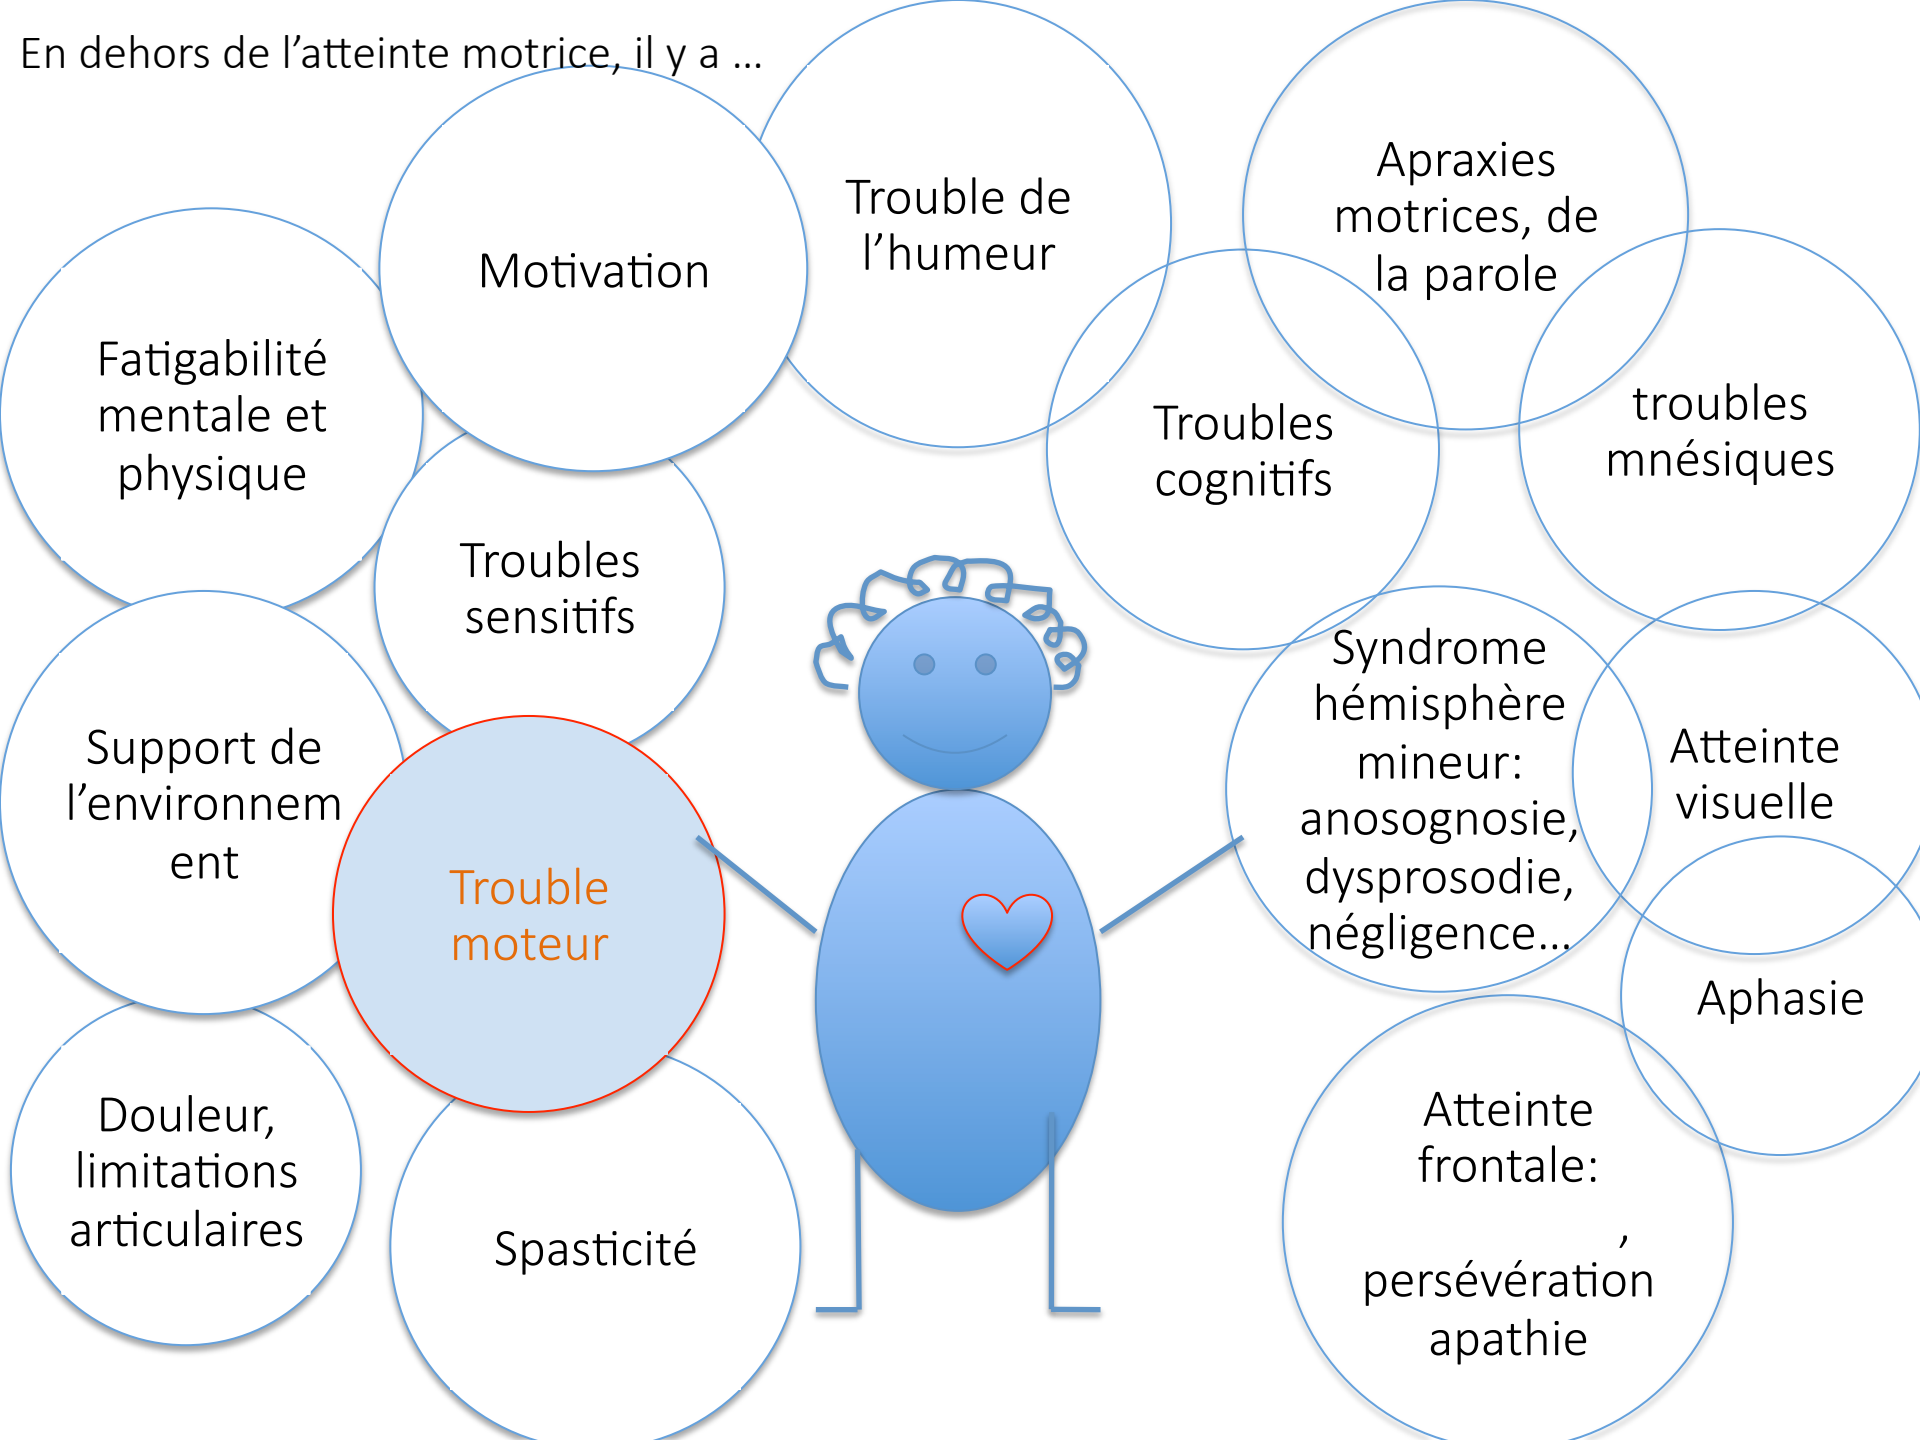 En dehors de l’atteinte motrice, il y a …
Motivation
Trouble de
l’humeur
Apraxies
motrices, de
la parole
Fatigabilité
mentale et
physique
Troubles
cognitifs
troubles
mnésiques
Troubles
sensitifs
Support de
l’environnem
ent
Syndrome
hémisphère
mineur:
anosognosie,
dysprosodie,
négligence…
Atteinte
visuelle
Trouble
moteur
Aphasie
Douleur,
limitations
articulaires
Spasticité
Atteinte
frontale:
,
persévération
apathie